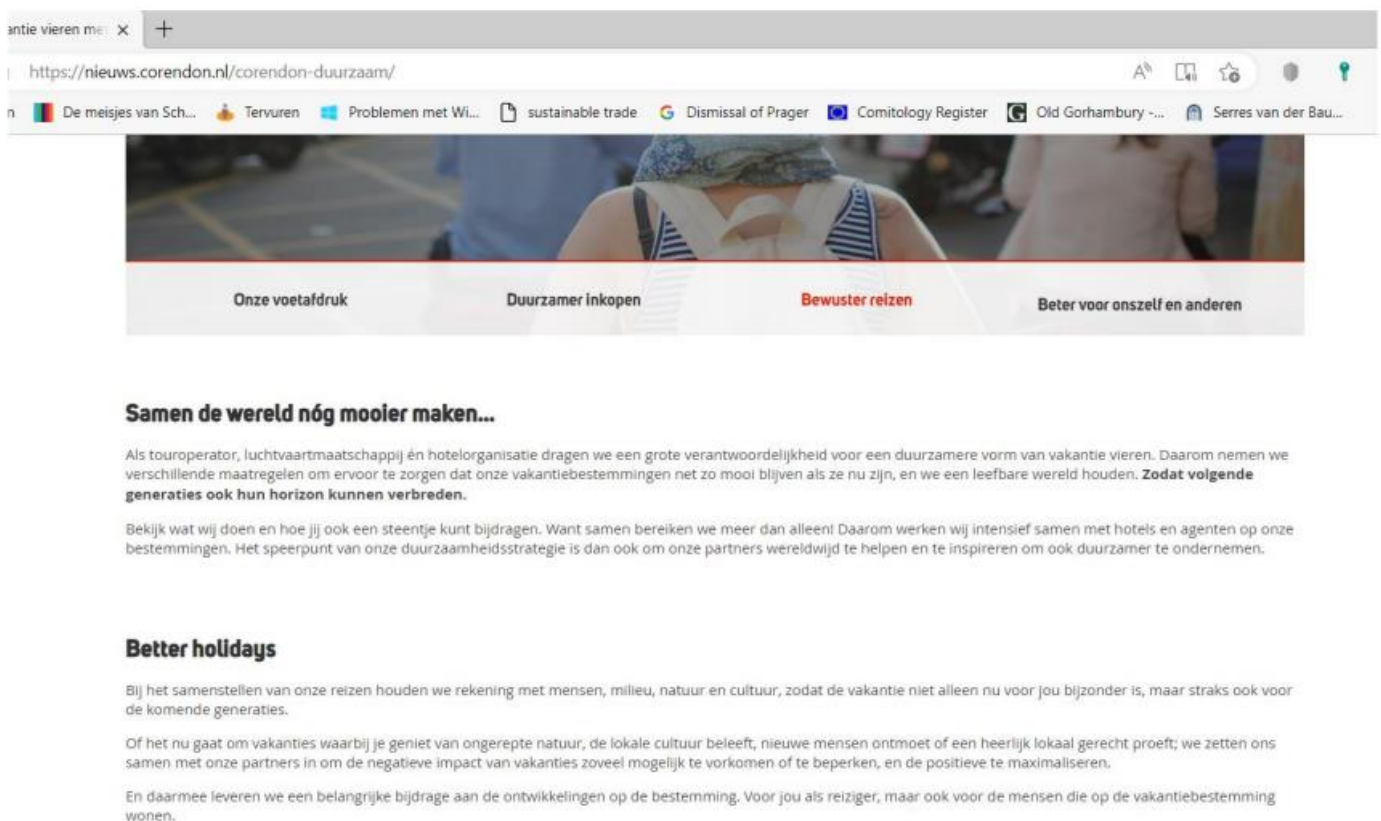 antie vieren me
https://nieuws.corendon.nl/corendon-duurzaam/
n De meisjes van Sch... Tervuren Problemen met Wi... sustainable trade Dismissal of Prager Comitology Register Old Gorhambury -... Serres van der Bau...
Onze voetafdruk Duurzamer inkopen Bewuster reizen Beter voor onszelf en anderen
Samen de wereld nóg mooier maken...
Als touroperator, luchtvaartmaatschappij én hotelorganisatie dragen we een grote verantwoordelijkheid voor een duurzamere vorm van vakantie vieren. Daarom nemen we
verschillende maatregelen om ervoor te zorgen dat onze vakantiebestemmingen net zo mooi blijven als ze nu zijn, en we een leefbare wereld houden. Zodat volgende
generaties ook hun horizon kunnen verbreden.
Bekijk wat wij doen en hoe jij ook een steentje kunt bijdragen. Want samen bereiken we meer dan alleen! Daarom werken wij intensief samen met hotels en agenten op onze
bestemmingen. Het speerpunt van onze duurzaamheidsstrategie is dan ook om onze partners wereldwijd te helpen en te inspireren om ook duurzamer te ondernemen.
Better holidays
Bij het samenstellen van onze reizen houden we rekening met mensen, milieu, natuur en cultuur, zodat de vakantie niet alleen nu voor jou bijzonder is, maar straks ook voor
de komende generaties.
Of het nu gaat om vakanties waarbij je geniet van ongerepte natuur, de lokale cultuur beleeft, nieuwe mensen ontmoet of een heerlijk lokaal gerecht proeft; we zetten ons
samen met onze partners in om de negatieve impact van vakanties zoveel mogelijk te vorkomen of te beperken, en de positieve te maximaliseren.
En daarmee leveren we een belangrijke bijdrage aan de ontwikkelingen op de bestemming. Voor jou als reiziger, maar ook voor de mensen die op de vakantiebestemming
wonen.